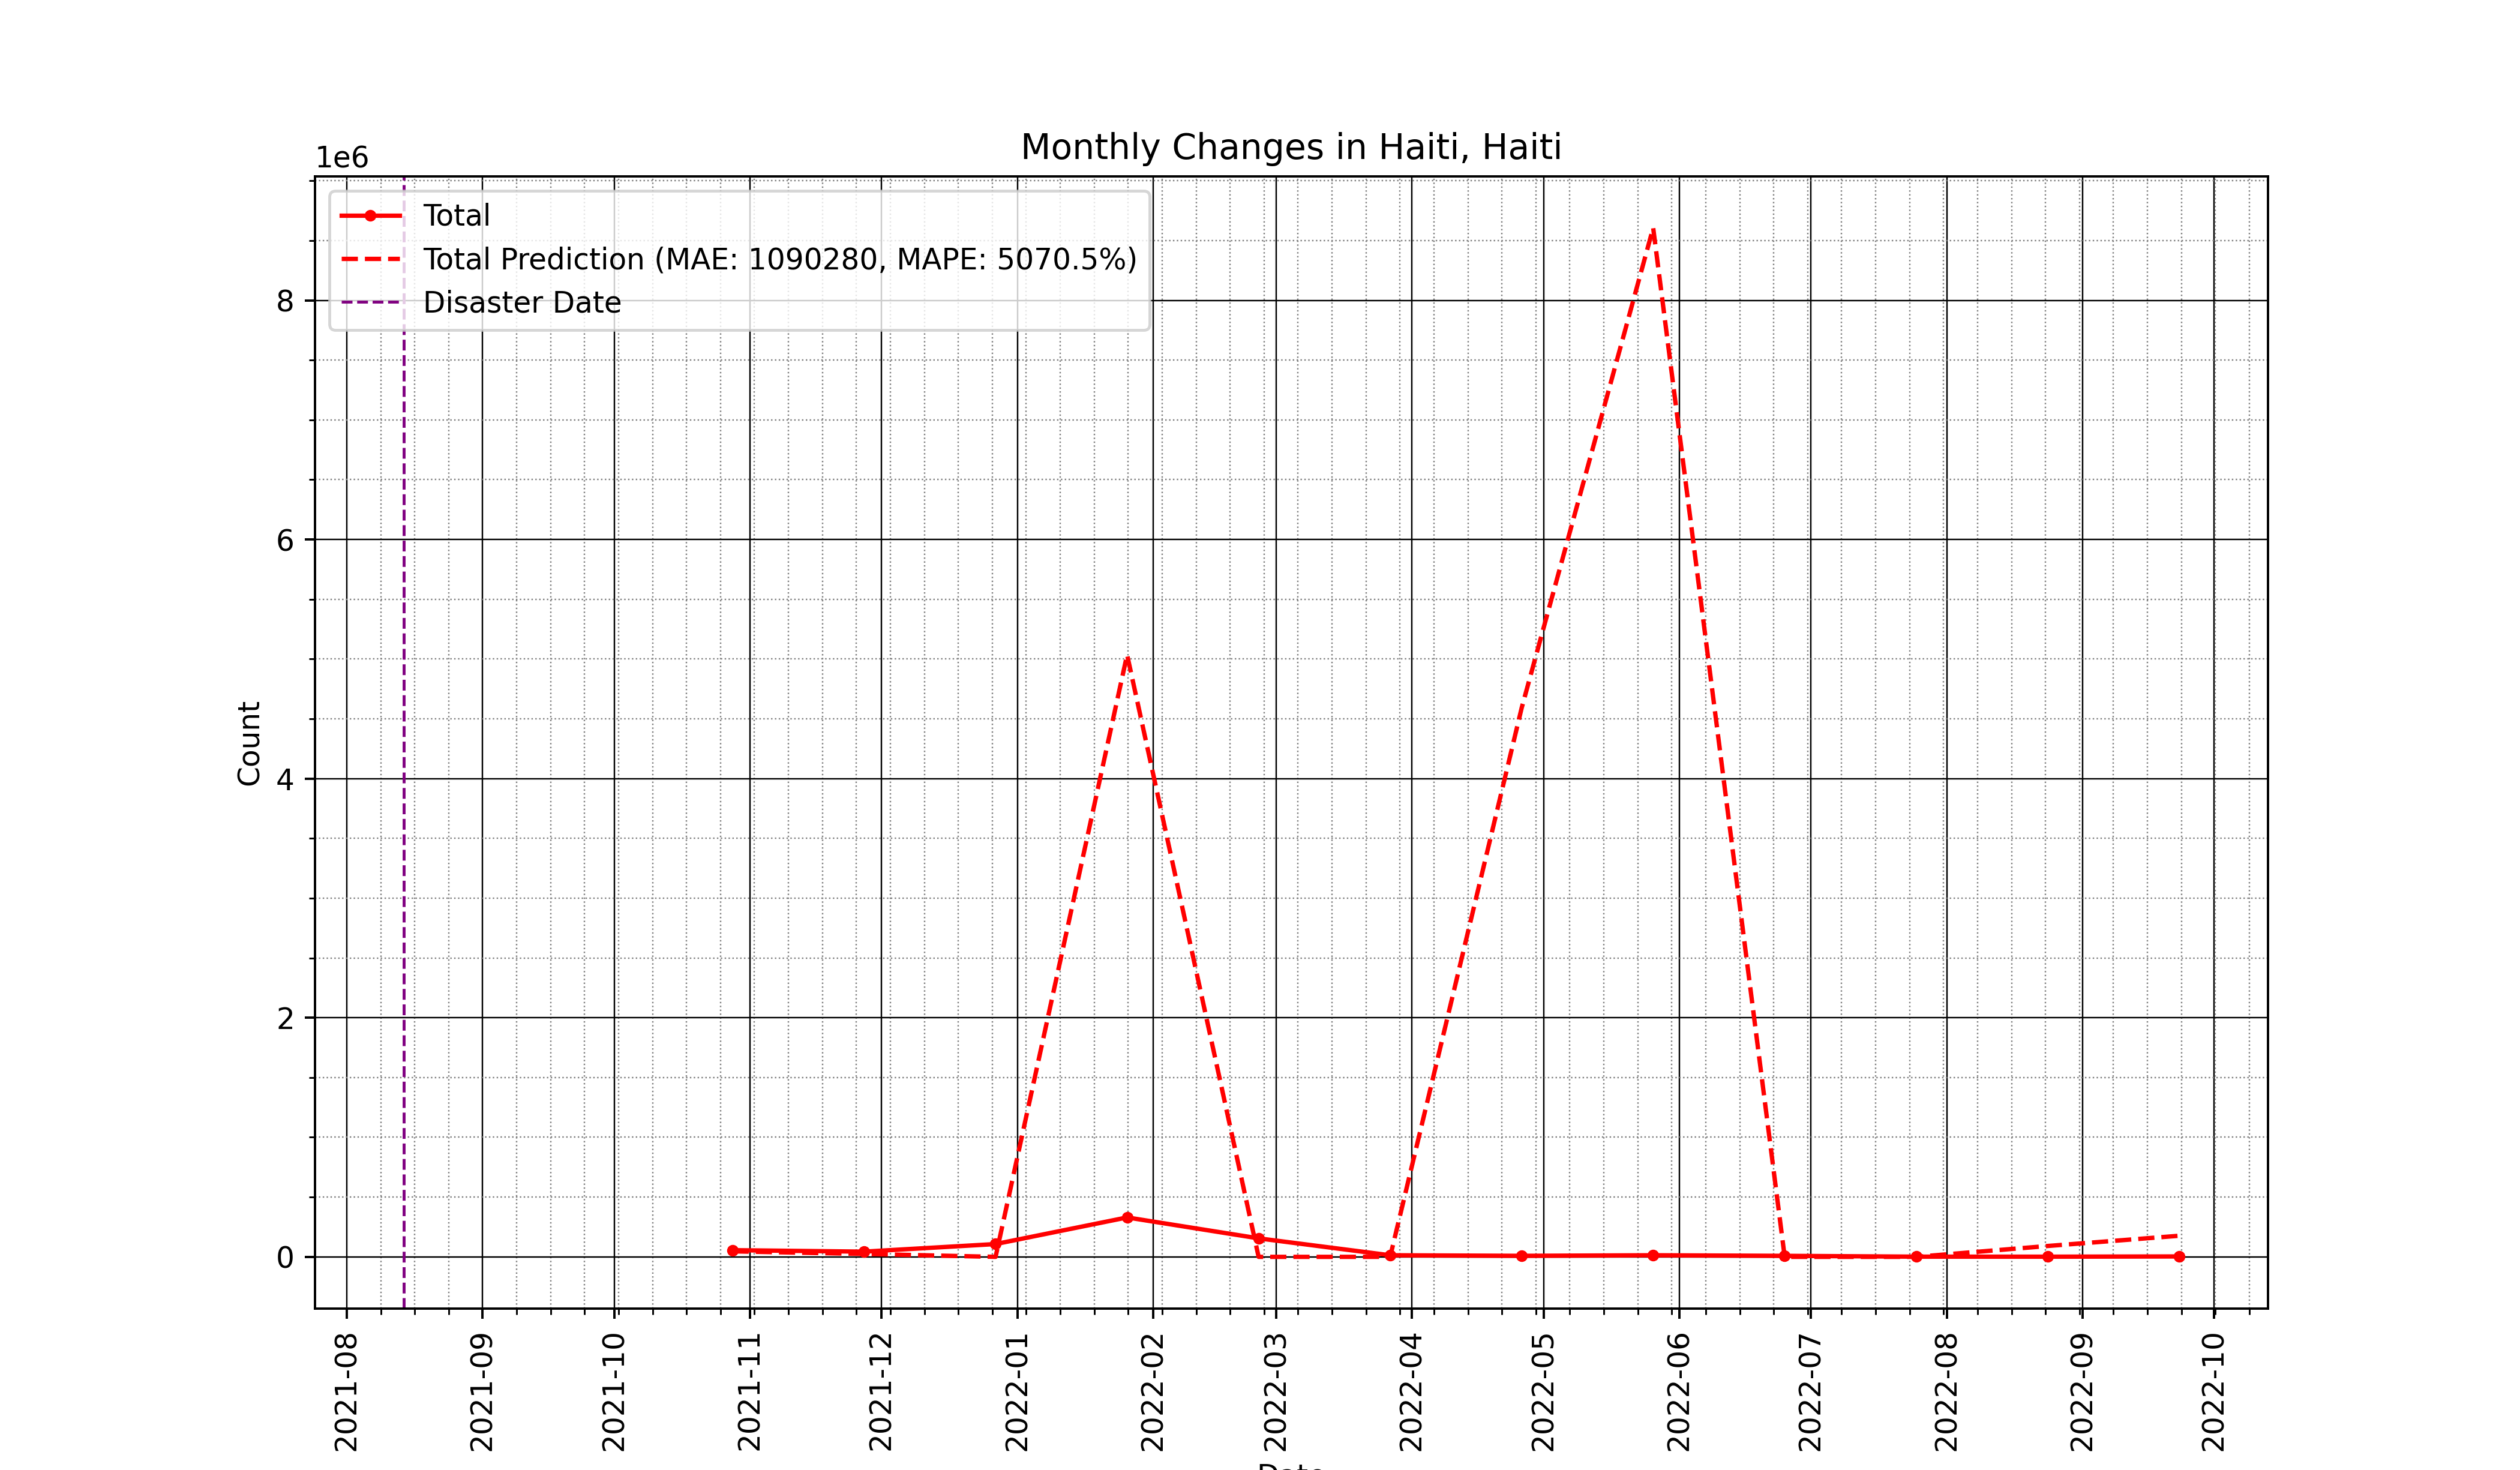 Monthly Changes in Haiti, Haiti
1e6
Total
Total Prediction (MAE: 1090280, MAPE: 5070.5%)
Disaster Date
8
6
4
2
0
Count
2021-08
2021-09
2021-10
2021-11
2021-12
2022-01
2022-02
2022-03
2022-04
2022-05
2022-06
2022-07
2022-08
2022-09
2022-10
Date